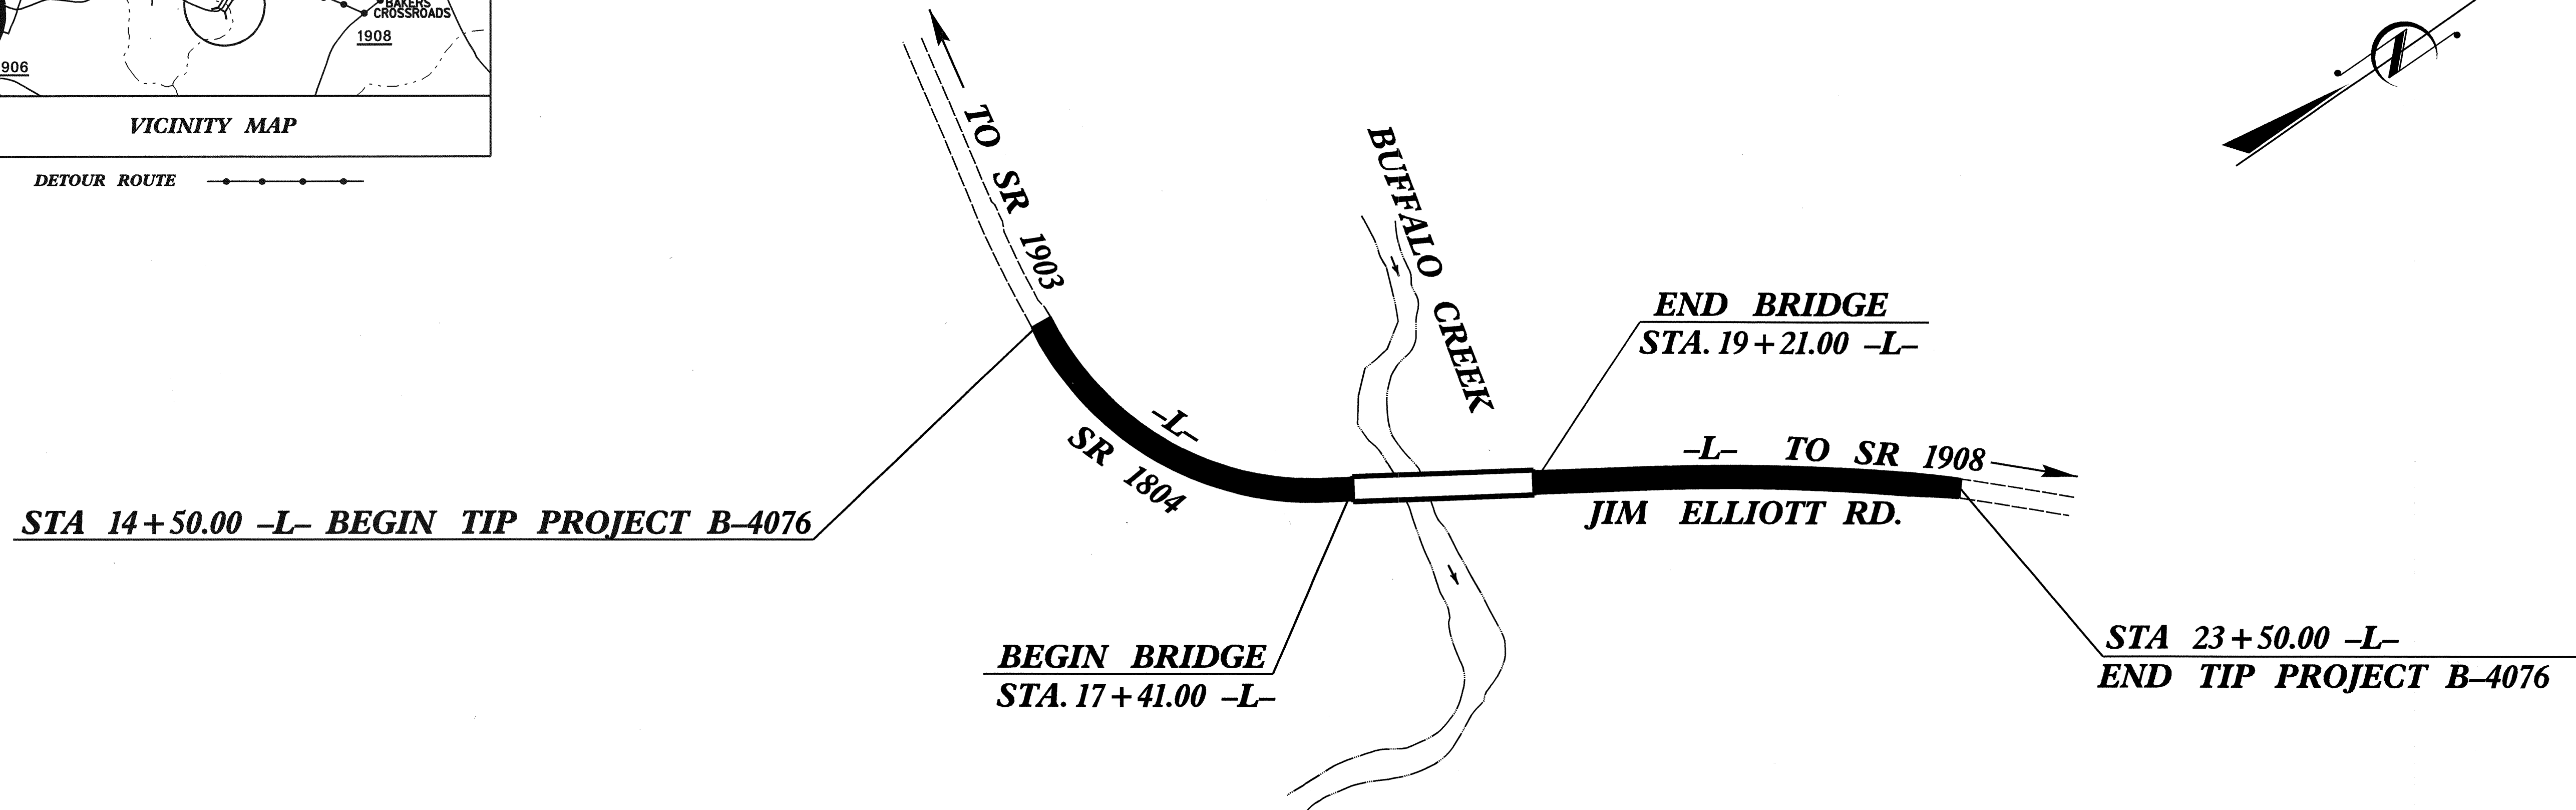 BAKERS
CROSSROADS
1908
906
VICINITY MAP
DETOUR ROUTE
TO SR 1903
BUFFALO CREEK
N
END BRIDGE
STA. 19+21.00 –L–
–L–
SR 1804
–L– TO SR 1908
JIM ELLIOTT RD.
STA 14+50.00 –L– BEGIN TIP PROJECT B–4076
BEGIN BRIDGE
STA. 17+41.00 –L–
STA 23+50.00 –L–
END TIP PROJECT B–4076